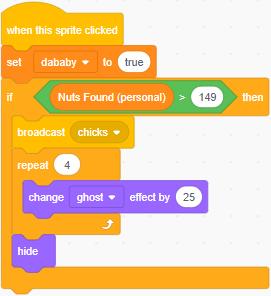 when this sprite clicked
set dababy to true
if Nuts Found (personal) > 149 then
broadcast chicks
repeat 4
change ghost effect by 25
hide